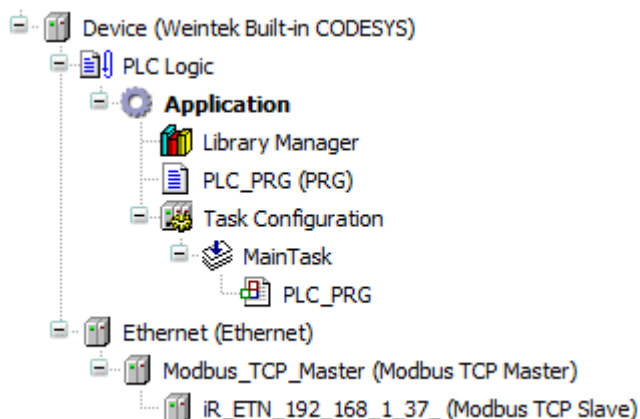 Device (Weintek Built-in CODESYS)
PLC Logic
Application
Library Manager
PLC_PRG (PRG)
Task Configuration
MainTask
PLC_PRG
Ethernet (Ethernet)
Modbus_TCP_Master (Modbus TCP Master)
iR_ETN_192_168_1_37_ (Modbus TCP Slave)